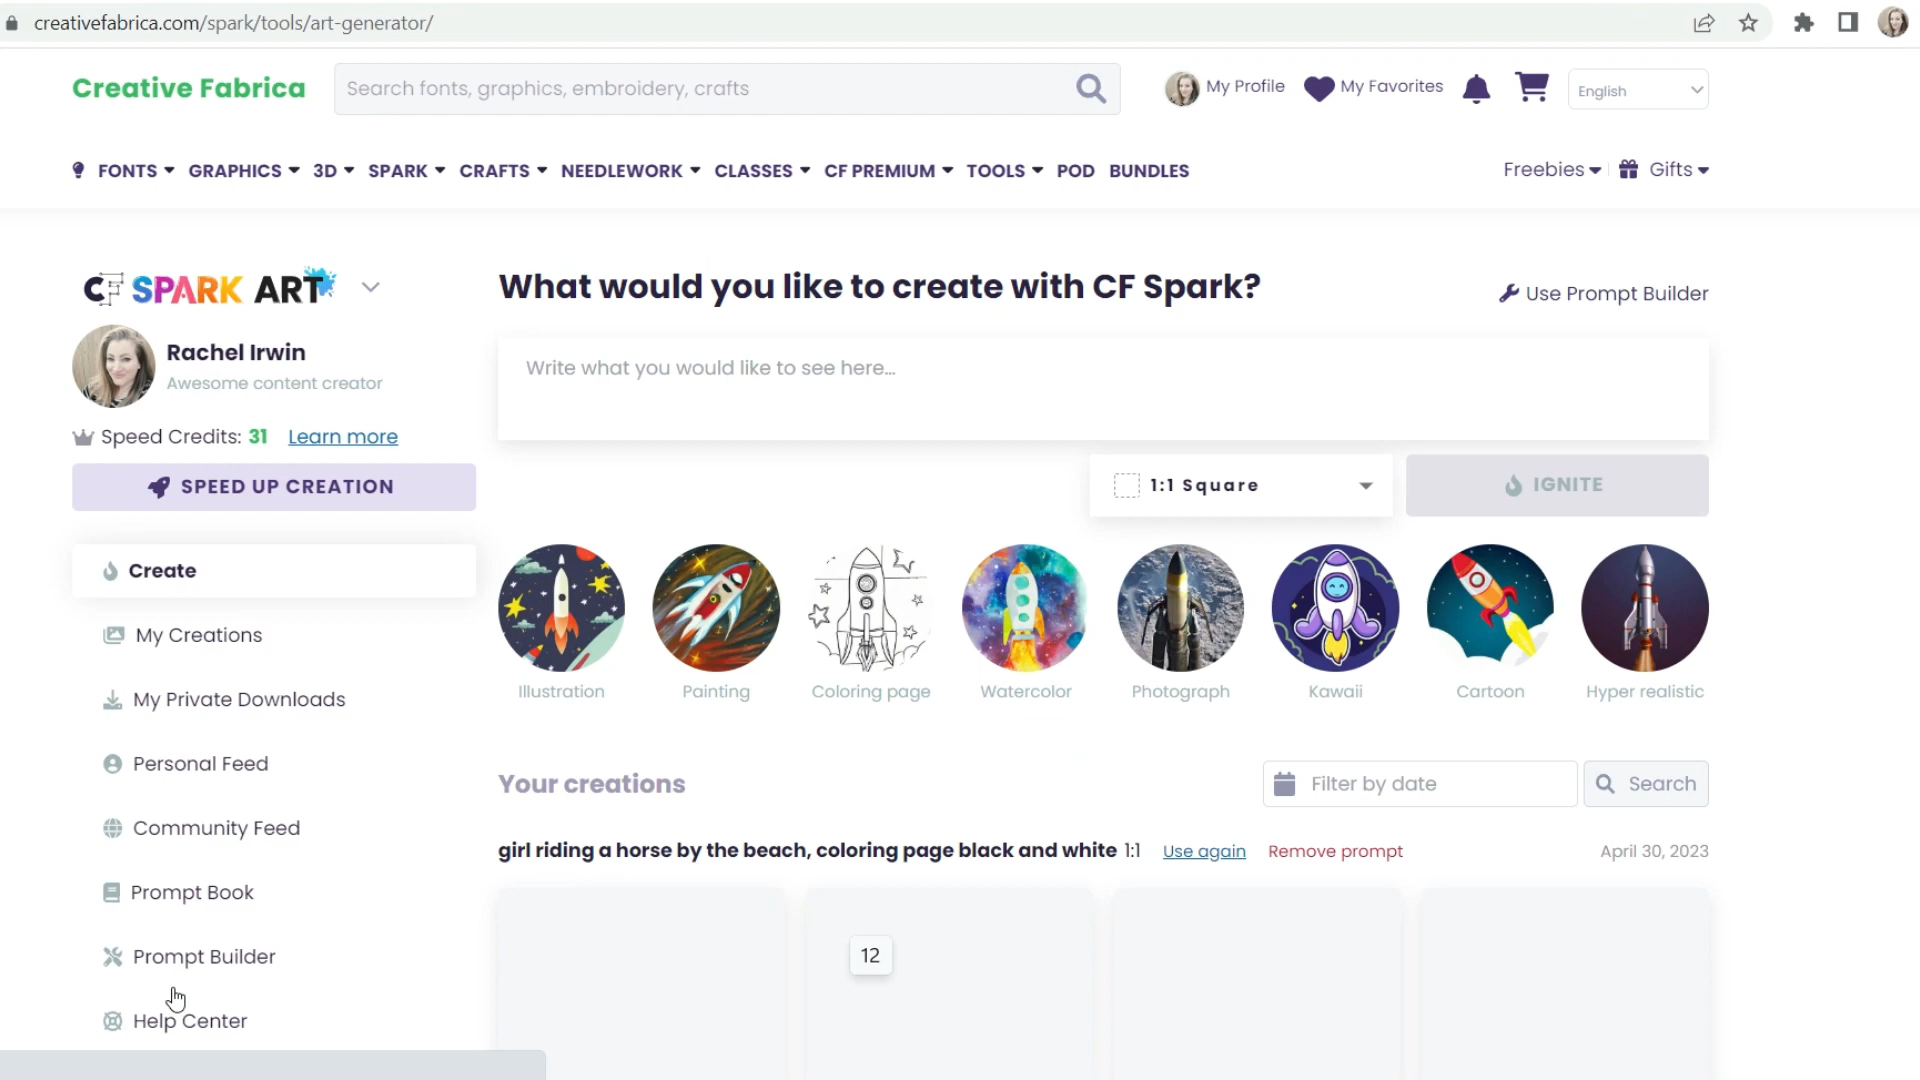 creativefabrica.com/spark/tools/art-generator/
Creative Fabrica
Search fonts, graphics, embroidery, crafts
My Profile
My Favorites
English
FONTS GRAPHICS 3D SPARK CRAFTS NEEDLEWORK CLASSES CF PREMIUM TOOLS POD BUNDLES
Freebies
Gifts
CF SPARK ART
Rachel Irwin
Awesome content creator
Speed Credits: 31 Learn more
SPEED UP CREATION
Create
My Creations
My Private Downloads
Personal Feed
Community Feed
Prompt Book
Prompt Builder
Help Center
What would you like to create with CF Spark?
Use Prompt Builder
Write what you would like to see here...
1:1 Square
IGNITE
Illustration Painting Coloring page Watercolor Photograph Kawaii Cartoon Hyper realistic
Your creations
Filter by date
Search
girl riding a horse by the beach, coloring page black and white 1:1 Use again Remove prompt April 30, 2023
12